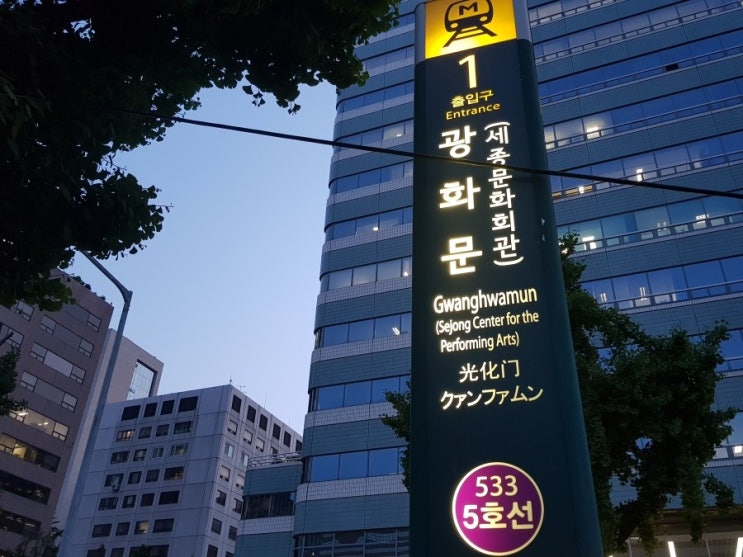 M
1
출입구
Entrance
광화문
(세종문화회관)
Gwanghwamun
(Sejong Center for the
Performing Arts)
光化门
クァンファムン
533
5호선